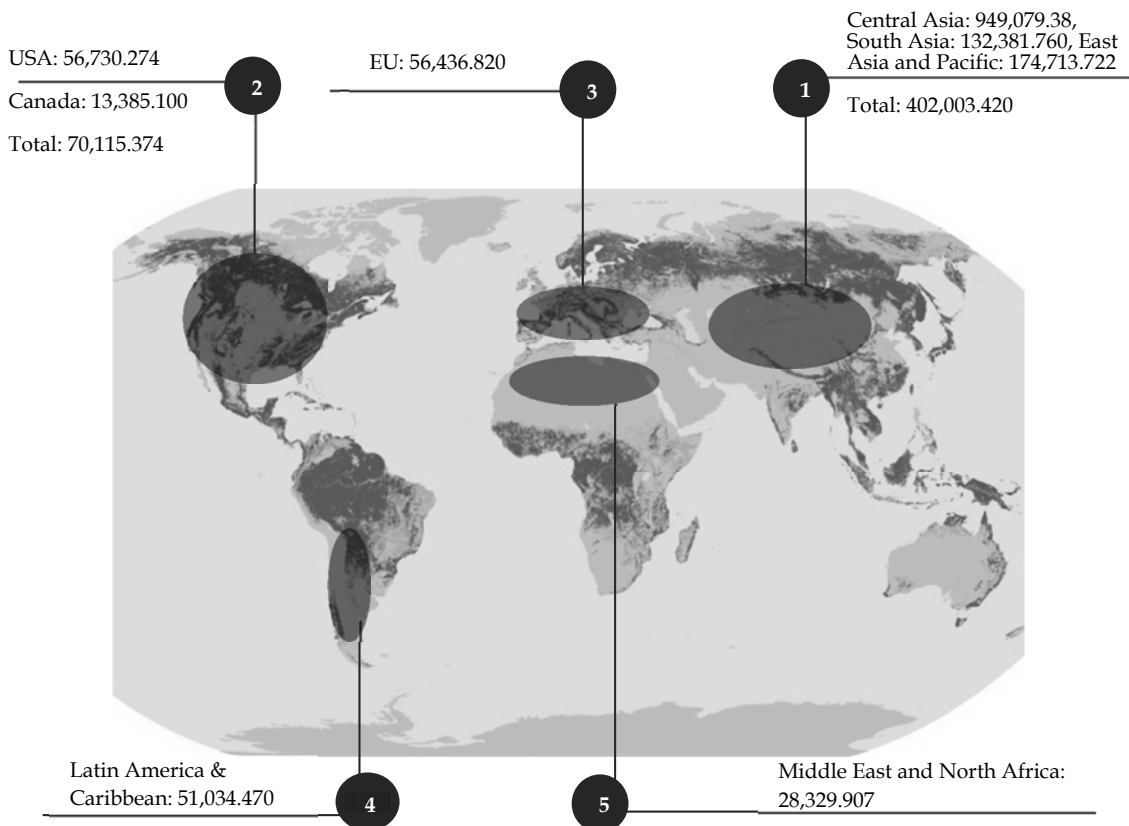 USA: 56,730.274
2
Canada: 13,385.100
Total: 70,115.374
EU: 56,436.820
3
Central Asia: 949,079.38,
South Asia: 132,381.760, East
Asia and Pacific: 174,713.722
1
Total: 402,003.420
Latin America &
Caribbean: 51,034.470
4
5
Middle East and North Africa:
28,329.907